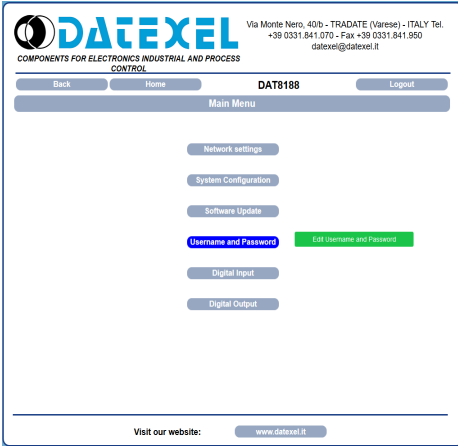 DATEXEL
COMPONENTS FOR ELECTRONICS INDUSTRIAL AND PROCESS
CONTROL
Via Monte Nero, 40/b - TRADATE (Varese) - ITALY Tel.
+39 0331.841.070 - Fax +39 0331.841.950
datexel@datexel.it
Back Home DAT8188 Logout
Main Menu
Network settings
System Configuration
Software Update
Username and Password Edit Username and Password
Digital Input
Digital Output
Visit our website: www.datexel.it